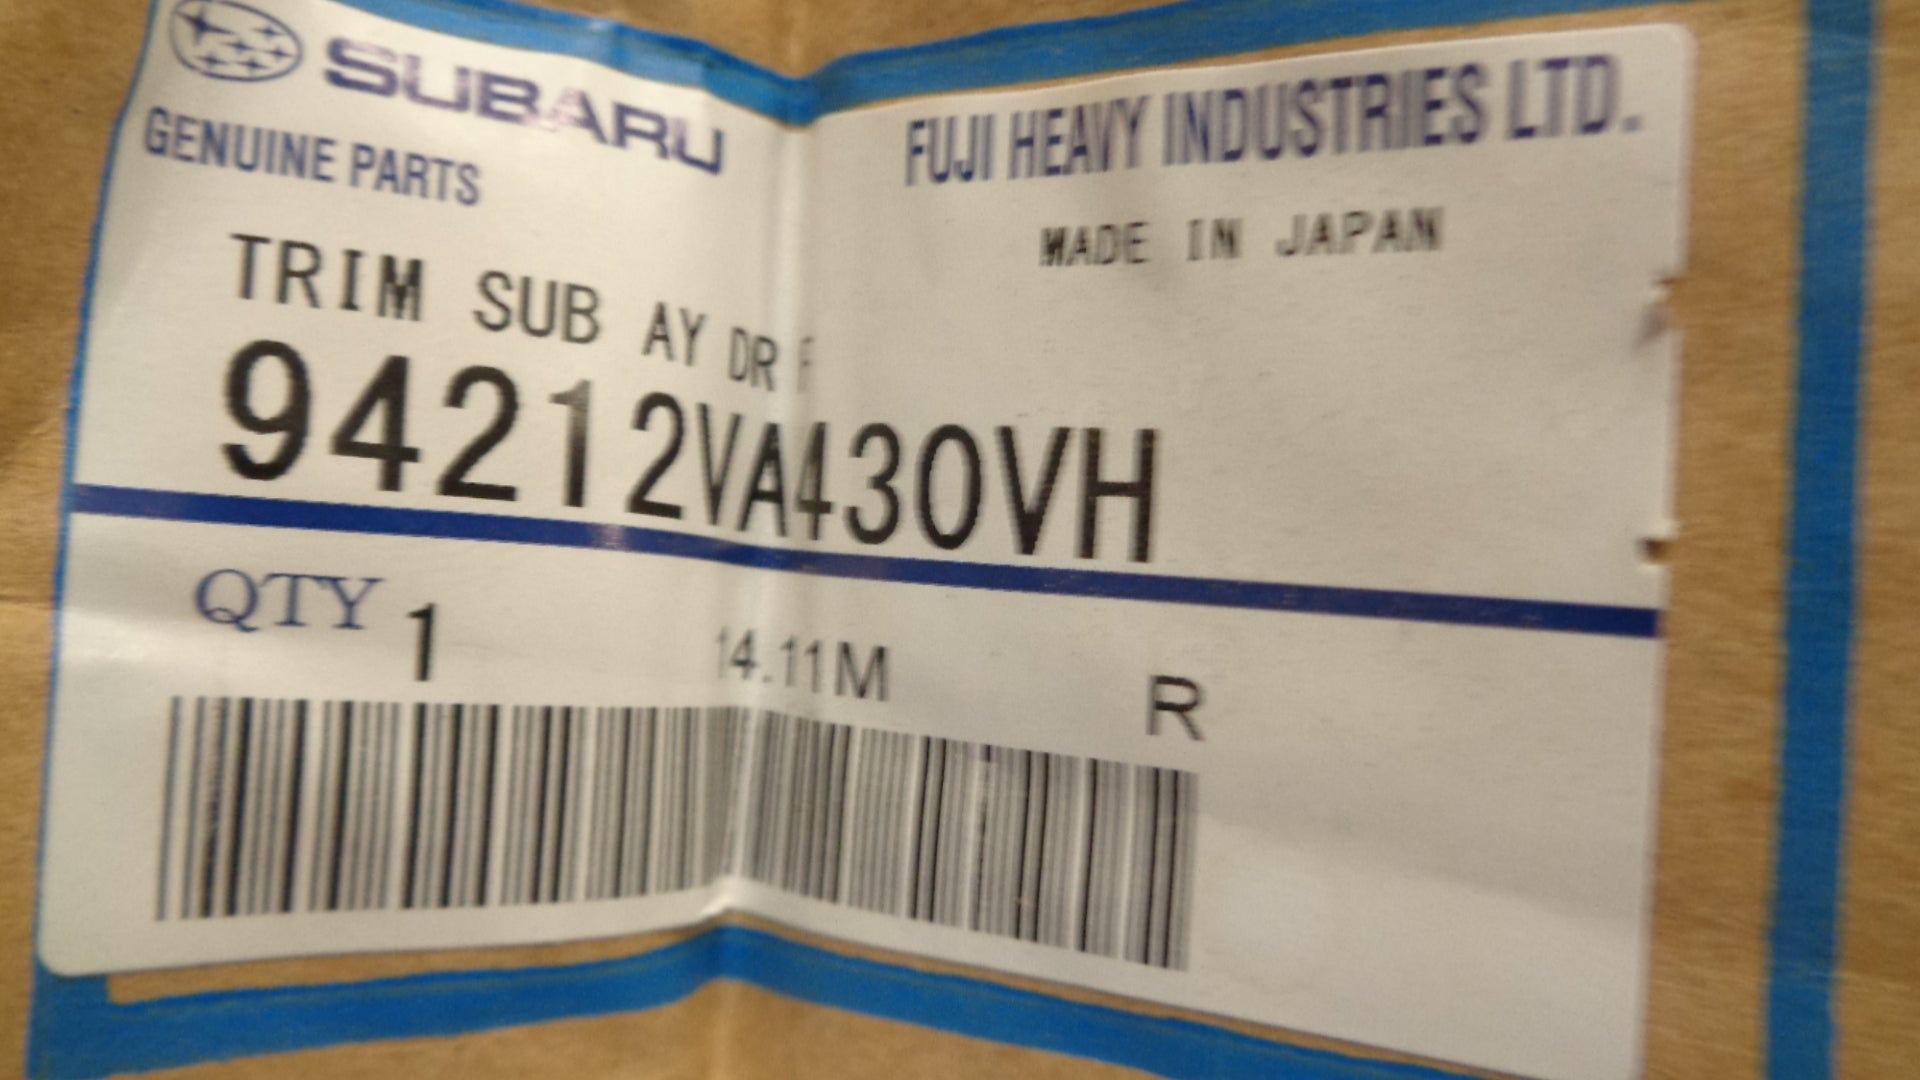 SUBARU
GENUINE PARTS
FUJI HEAVY INDUSTRIES LTD.
MADE IN JAPAN
TRIM SUB AY DR F
94212VA430VH
QTY 1
14.11M
R